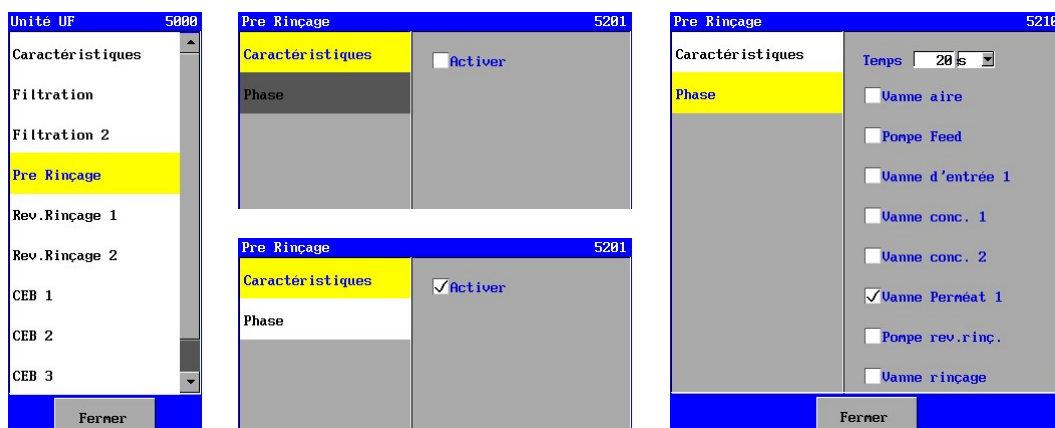 Unité UF 5000
Caractéristiques
Filtration
Filtration 2
Pre Rinçage
Rev.Rinçage 1
Rev.Rinçage 2
CEB 1
CEB 2
CEB 3
Fermer
Pre Rinçage 5201
Caractéristiques
Activer
Phase
Pre Rinçage 5201
Caractéristiques
Activer
Phase
Pre Rinçage 5210
Caractéristiques
Phase
Temps 20 s
Vanne aire
Pompe Feed
Vanne d'entrée 1
Vanne conc. 1
Vanne conc. 2
Vanne Perméat 1
Pompe rev.rinç.
Vanne rinçage
Fermer